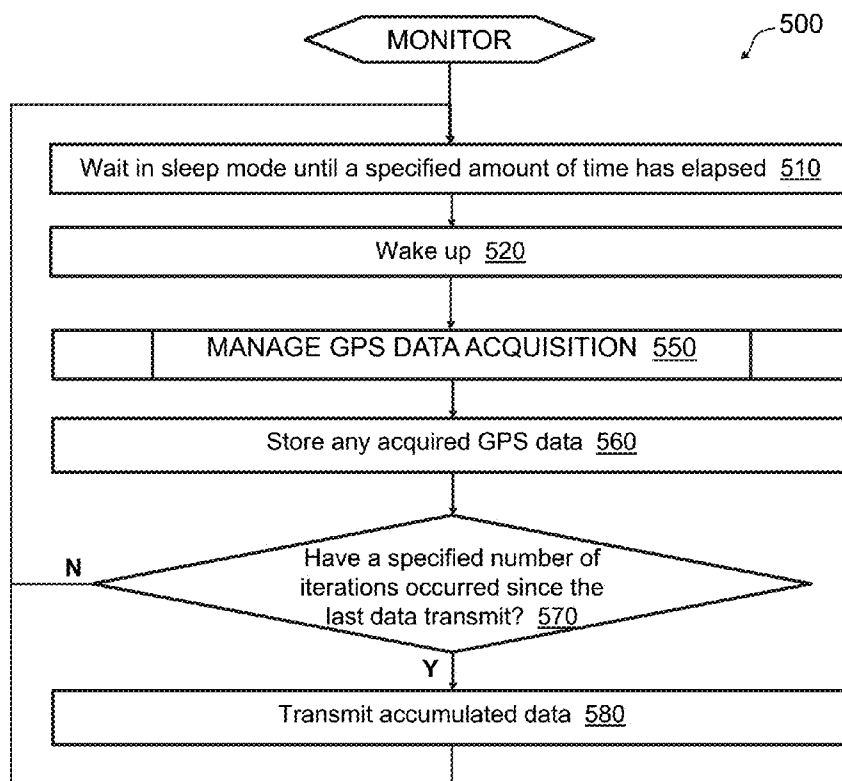 MONITOR
500
Wait in sleep mode until a specified amount of time has elapsed 510
Wake up 520
MANAGE GPS DATA ACQUISITION 550
Store any acquired GPS data 560
N
Have a specified number of
iterations occurred since the
last data transmit? 570
Y
Transmit accumulated data 580